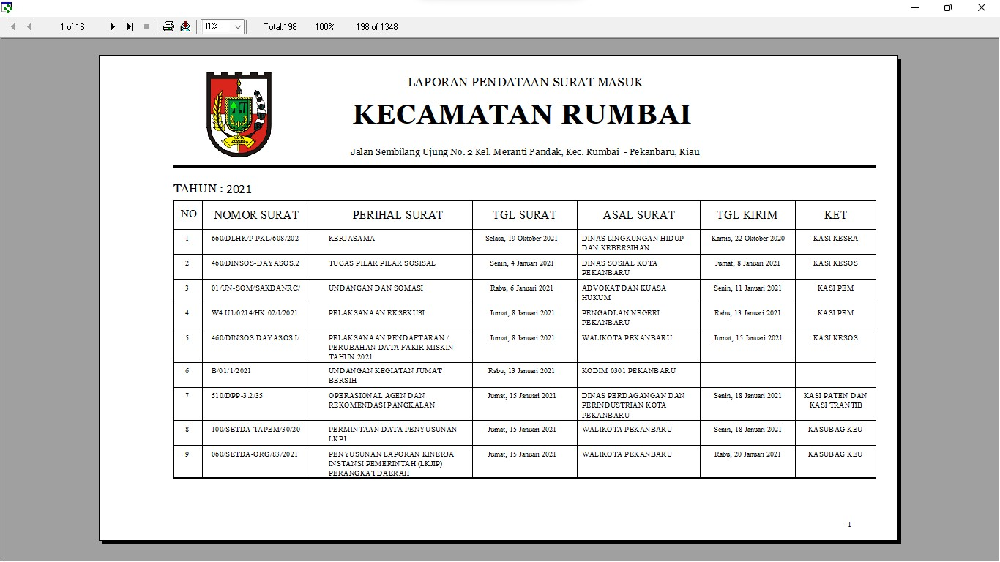 1 of 16
81%
Total:198
100%
198 of 1348
LAPORAN PENDATAAN SURAT MASUK
KECAMATAN RUMBAI
Jalan Sembilang Ujung No. 2 Kel. Meranti Pandak, Kec. Rumbai - Pekanbaru, Riau
TAHUN : 2021
NO NOMOR SURAT PERIHAL SURAT TGL SURAT ASAL SURAT TGL KIRIM KET
1 660/DLHK/P.PKL/608/202 KERJASAMA Selasa, 19 Oktober 2021 DINAS LINGKUNGAN HIDUP Kamis, 22 Oktober 2020 KASI KESRA
DAN KEBERSIHAN
2 460/DINSOS-DAYASOS.2 TUGAS PILAR PILAR SOSISAL Senin, 4 Januari 2021 DINAS SOSIAL KOTA Jumat, 8 Januari 2021 KASI KESOS
PEKANBARU
3 01/UN-SOM/SAKDANRC/ UNDANGAN DAN SOMASI Rabu, 6 Januari 2021 ADVOKAT DAN KUASA Senin, 11 Januari 2021 KASI PEM
HUKUM
4 W4.U1/0214/HK.02/I/2021 PELAKSANAAN EKSEKUSI Jumat, 8 Januari 2021 PENGADLAN NEGERI Rabu, 13 Januari 2021 KASI PEM
PEKANBARU
5 460/DINSOS.DAYASOS.I/ PELAKSANAAN PENDAFTARAN / Jumat, 8 Januari 2021 WALIKOTA PEKANBARU Jumat, 15 Januari 2021 KASI KESOS
PERUBAHAN DATA FAKIR MISKIN
TAHUN 2021
6 B/01/1/2021 UNDANGAN KEGIATAN JUMAT Rabu, 13 Januari 2021 KODIM 0301 PEKANBARU
BERSIH
7 510/DPP-3.2/35 OPERASIONAL AGEN DAN Jumat, 15 Januari 2021 DINAS PERDAGANGAN DAN Senin, 18 Januari 2021 KASI PATEN DAN
REKOMENDASI PANGKALAN PERINDUSTRIAN KOTA KASI TRANTIB
PEKANBARU
8 100/SETDA-TAPEM/30/20 PERMINTAAN DATA PENYUSUNAN Jumat, 15 Januari 2021 WALIKOTA PEKANBARU Senin, 18 Januari 2021 KASUBAG KEU
LKPJ
9 060/SETDA-ORG/83/2021 PENYUSUNAN LAPORAN KINERJA Jumat, 15 Januari 2021 WALIKOTA PEKANBARU Rabu, 20 Januari 2021 KASUBAG KEU
INSTANSI PEMERINTAH (LKJIP)
PERANGKAT DAERAH
1